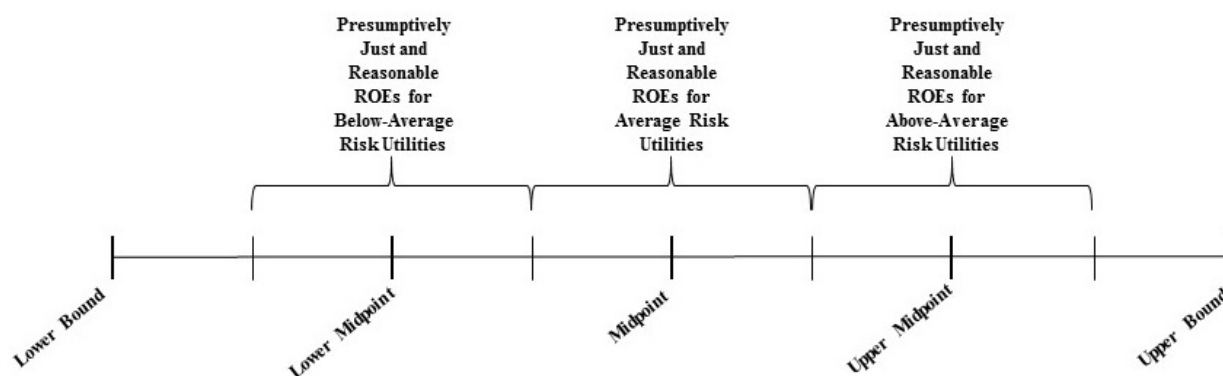 Presumptively
Just and
Reasonable
ROEs for
Below-Average
Risk Utilities
Presumptively
Just and
Reasonable
ROEs for
Average Risk
Utilities
Presumptively
Just and
Reasonable
ROEs for
Above-Average
Risk Utilities
Lower Bound
Lower Midpoint
Midpoint
Upper Midpoint
Upper Bound